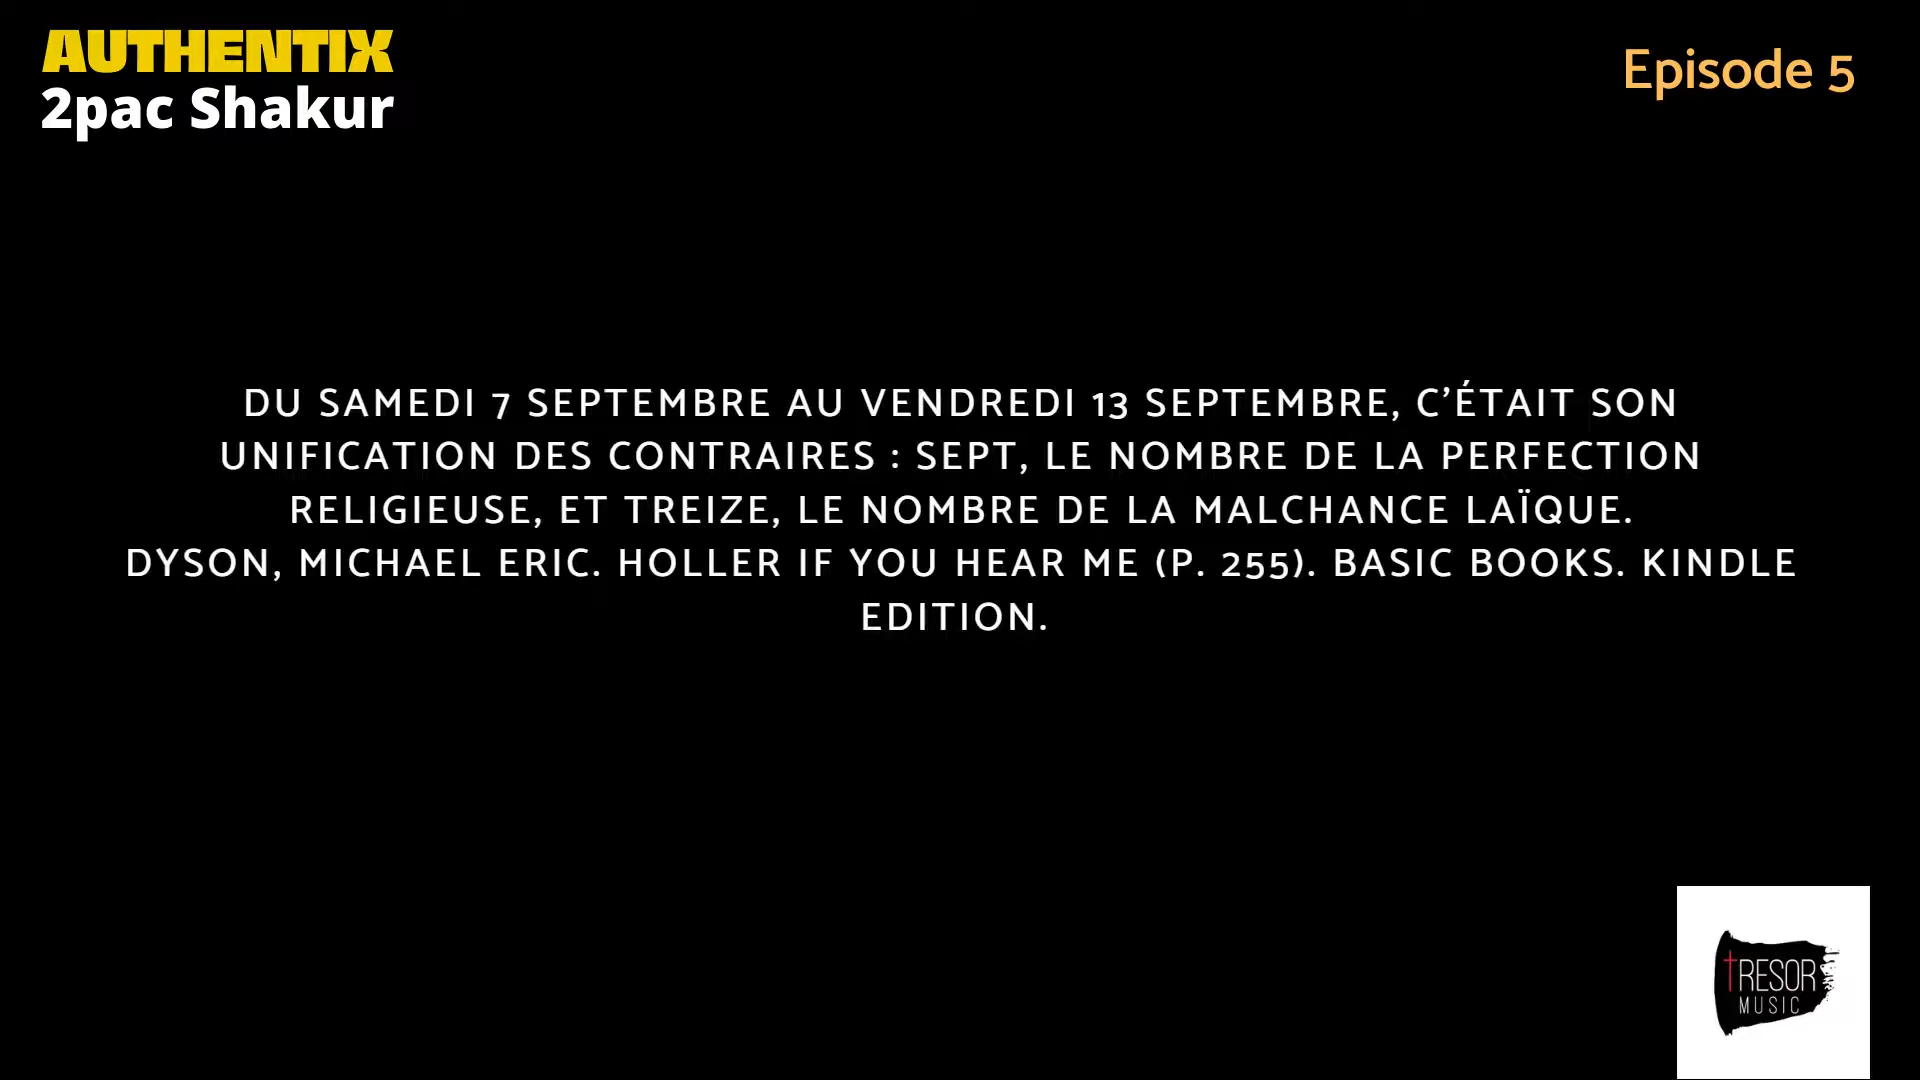 AUTHENTIX
2pac Shakur
Episode 5
DU SAMEDI 7 SEPTEMBRE AU VENDREDI 13 SEPTEMBRE, C'ÉTAIT SON
UNIFICATION DES CONTRAIRES : SEPT, LE NOMBRE DE LA PERFECTION
RELIGIEUSE, ET TREIZE, LE NOMBRE DE LA MALCHANCE LAÏQUE.
DYSON, MICHAEL ERIC. HOLLER IF YOU HEAR ME (P. 255). BASIC BOOKS. KINDLE
EDITION.
TRESOR
MUSIC